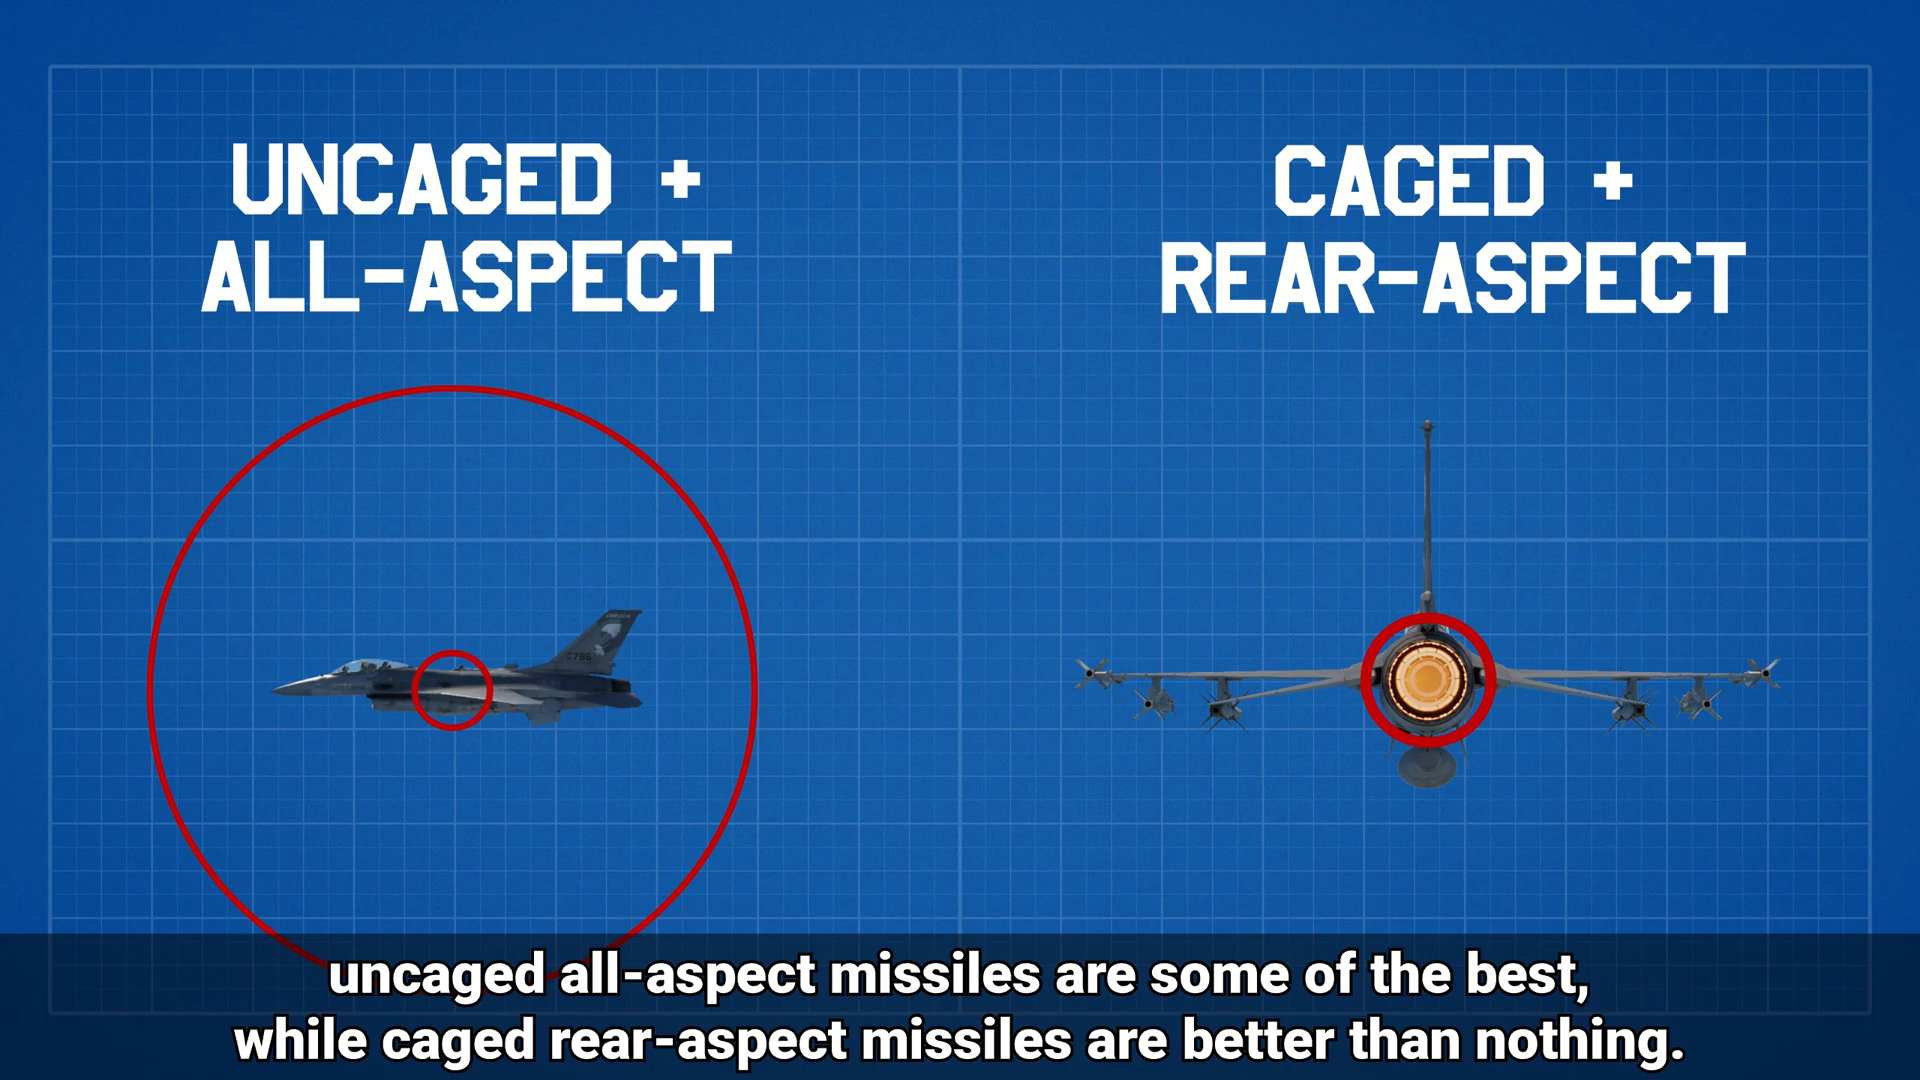 UNCAGED +
ALL-ASPECT
CAGED +
REAR-ASPECT
786
uncaged all-aspect missiles are some of the best,
while caged rear-aspect missiles are better than nothing.